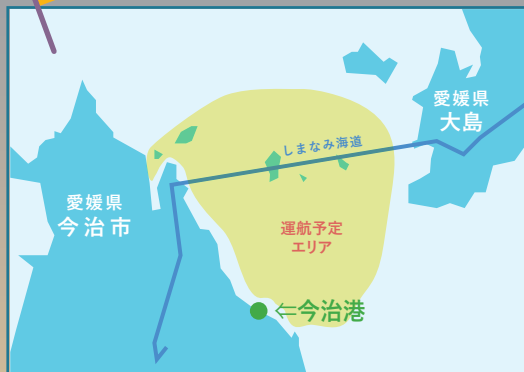 愛媛県
大島
しまなみ海道
愛媛県
今治市
運航予定
エリア
⇐今治港